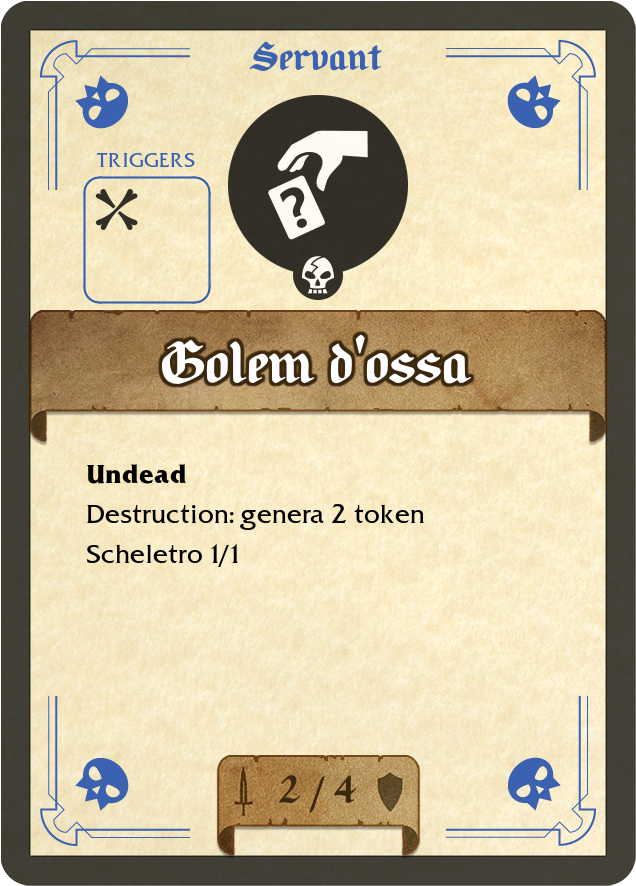 Servant
TRIGGERS
?
Golem d'ossa
Undead
Destruction: genera 2 token
Scheletro 1/1
2 / 4